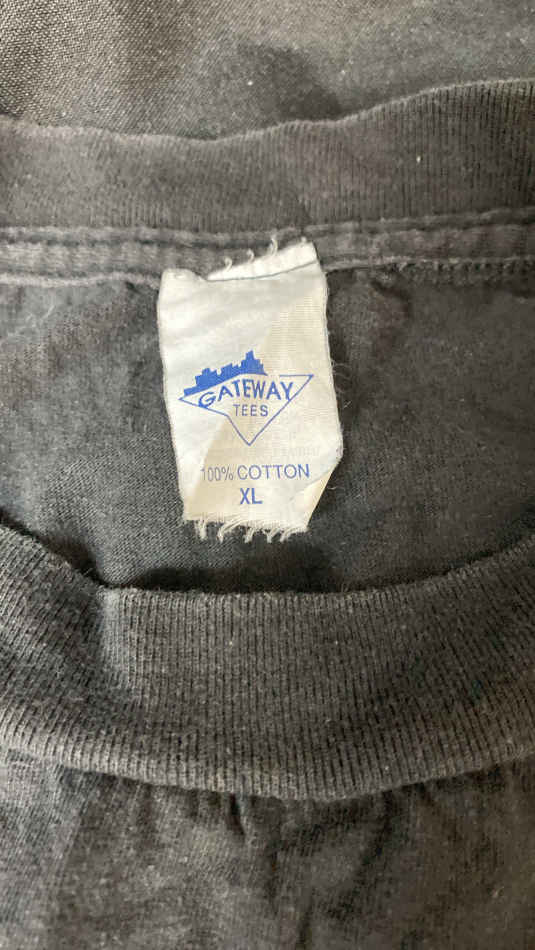 GATEWAY
TEES
100% COTTON
XL